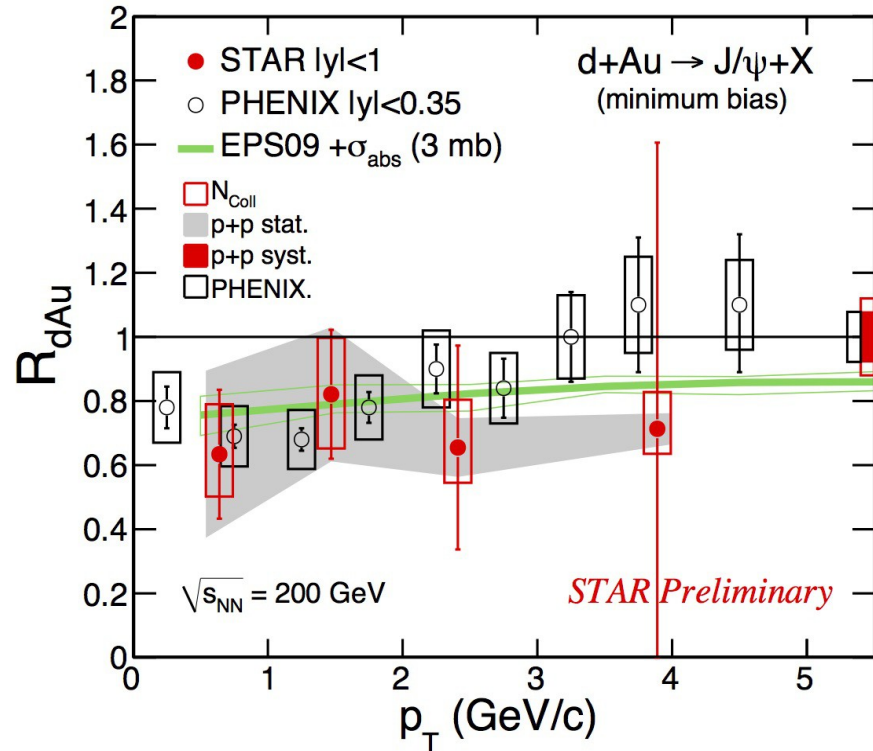 STAR |y|<1
PHENIX |y|<0.35
EPS09 +σabs (3 mb)
d+Au → J/ψ+X
(minimum bias)
NColl
p+p stat.
p+p syst.
PHENIX.
√sNN = 200 GeV
STAR Preliminary
RdAu
2
1.8
1.6
1.4
1.2
1
0.8
0.6
0.4
0.2
0
0 1 2 3 4 5
pT (GeV/c)